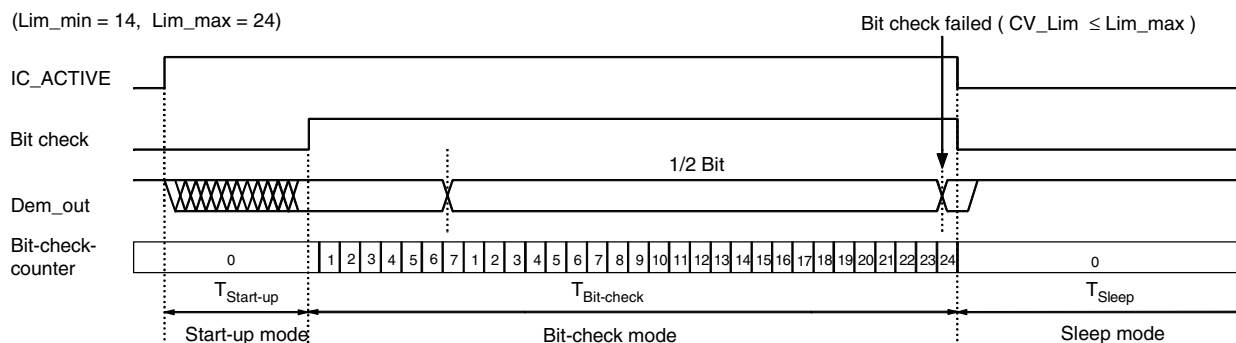 (Lim_min = 14, Lim_max = 24)
Bit check failed ( CV_Lim ≤ Lim_max )
IC_ACTIVE
Bit check
1/2 Bit
Dem_out
Bit-check-
counter
0 1 2 3 4 5 6 7 1 2 3 4 5 6 7 8 9 10 11 12 13 14 15 16 17 18 19 20 21 22 23 24 0
TStart-up TBit-check TSleep
Start-up mode Bit-check mode Sleep mode